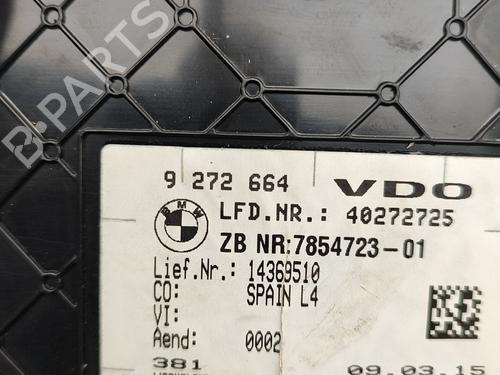 B-PARTS
9 272 664 VDO
BMW
LFD.NR.: 40272725
ZB NR:7854723-01
Lief.Nr.: 14369510
CO: SPAIN L4
VI:
Aend: 0002
381 09.03.15